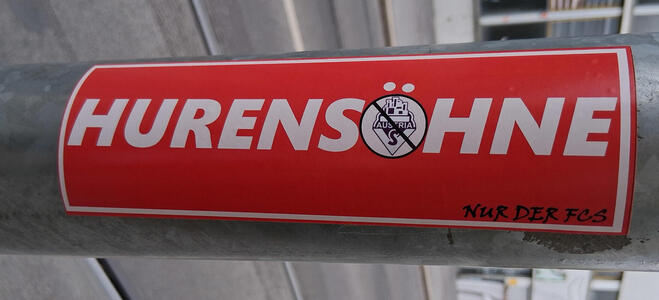 HURENSÖHNE
AUSTRIA
S
NUR DER FCS